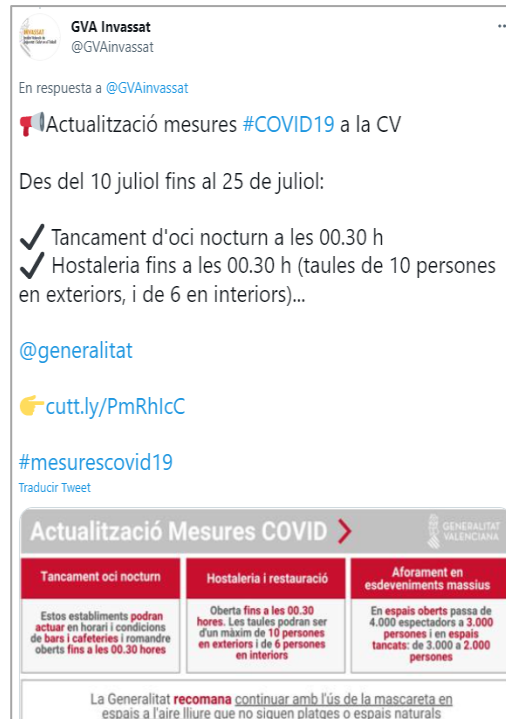 INVASSAT
GVA Invassat
@GVAinvassat
En respuesta a @GVAinvassat
Actualització mesures #COVID19 a la CV
Des del 10 juliol fins al 25 de juliol:
Tancament d'oci nocturn a les 00.30 h
Hostaleria fins a les 00.30 h (taules de 10 persones
en exteriors, i de 6 en interiors)...
@generalitat
cutt.ly/PmRhIcC
#mesurescovid19
Traducir Tweet
Actualització Mesures COVID
GENERALITAT
VALENCIANA
Tancament oci nocturn
Estos establiments podran
actuar en horari i condicions
de bars i cafeteries i romandre
oberts fins a les 00.30 hores
Hostaleria i restauració
Oberta fins a les 00.30
hores. Les taules podran ser
d'un màxim de 10 persones
en exteriors i de 6 persones
en interiors
Aforament en
esdeveniments massius
En espais oberts passa de
4.000 espectadors a 3.000
persones i en espais
tancats: de 3.000 a 2.000
persones
La Generalitat recomana continuar amb l'ús de la mascareta en
espais a l'aire lliure que no siguen platges o espais naturals